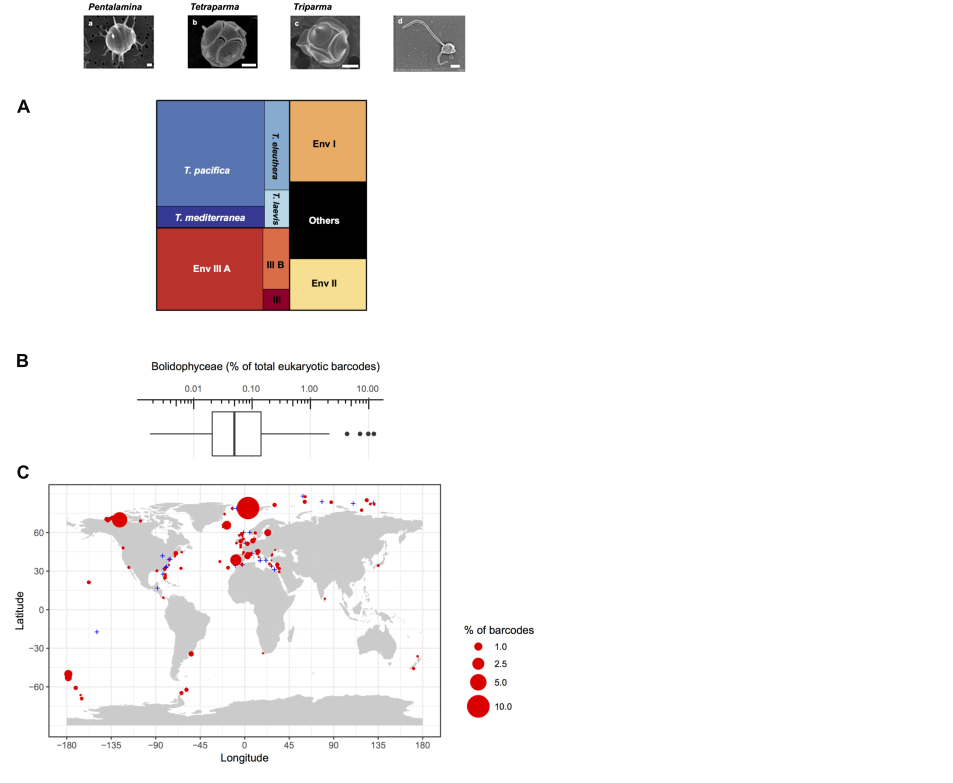 Pentalamina Tetraparma Triparma
a b c d
A
T. pacifica
T. eleuthera
Env I
T. laevis
T. mediterranea
Others
Env III A
III B
Env II
III
B
Bolidophyceae (% of total eukaryotic barcodes)
0.01 0.10 1.00 10.00
C
60
30
0
−30
−60
Latitude
−180 −135 −90 −45 0 45 90 135 180
Longitude
% of barcodes
1.0
2.5
5.0
10.0